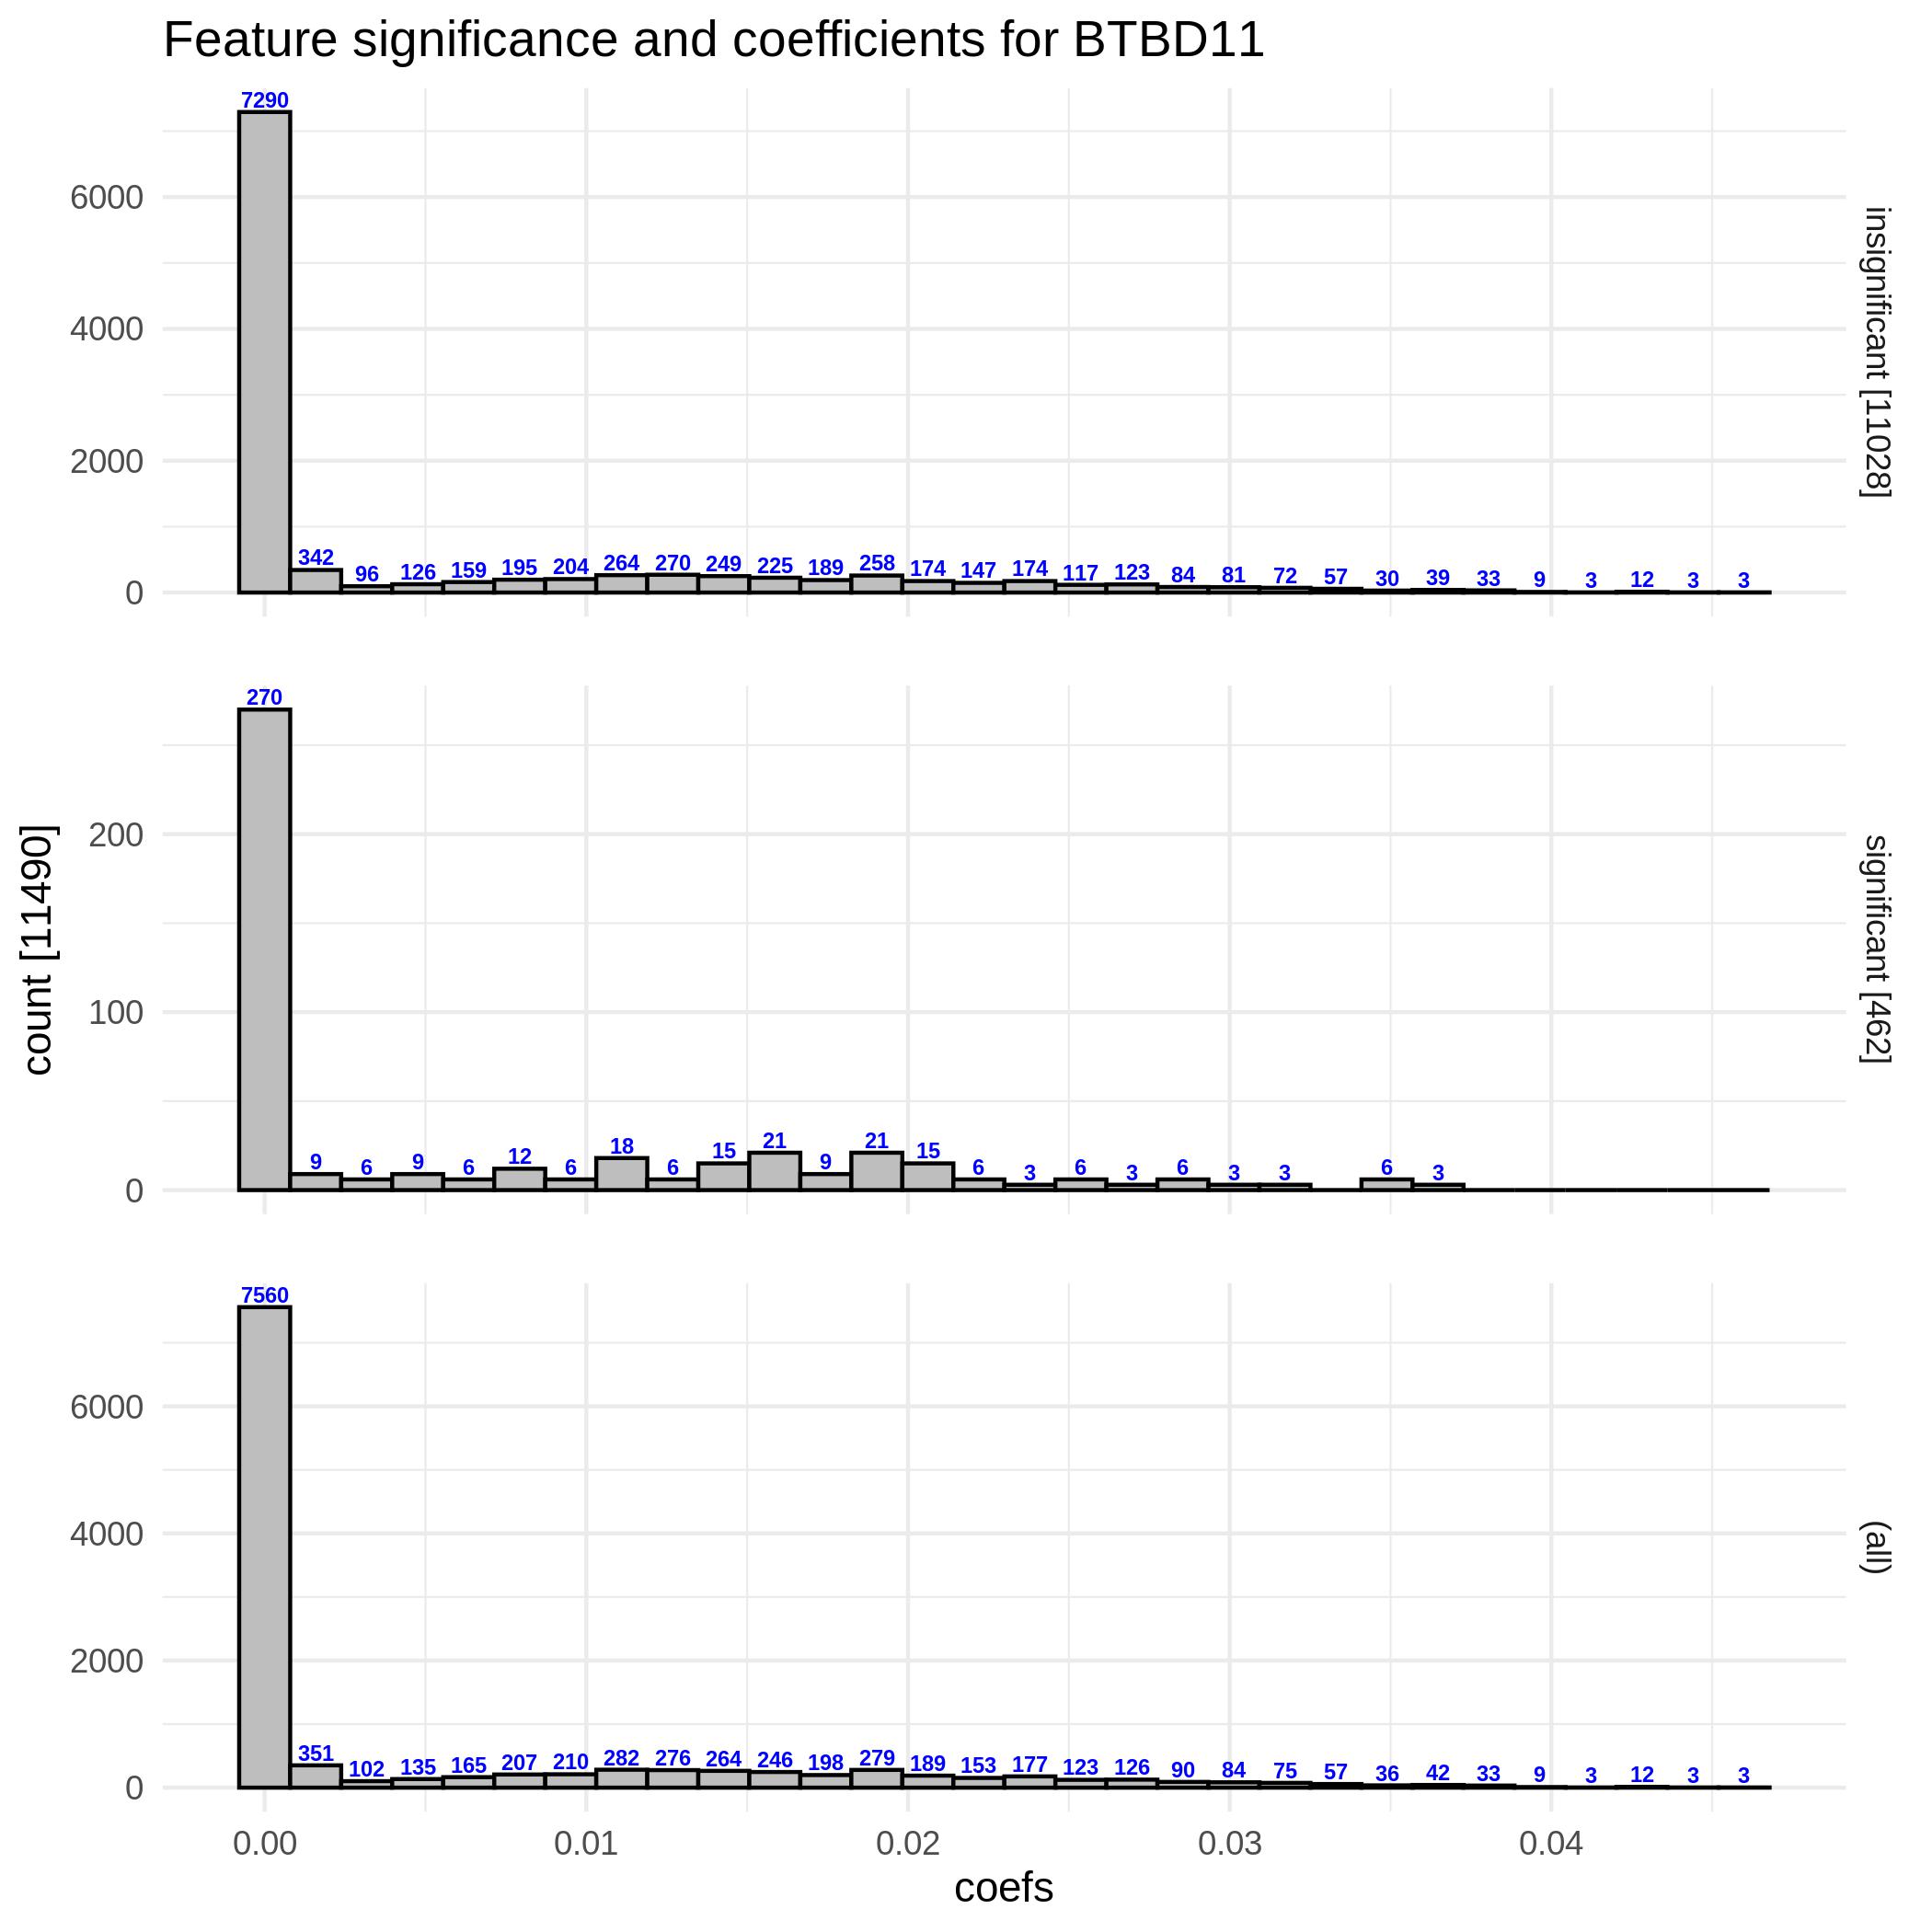 Feature significance and coefficients for BTBD11
7290
6000
4000
2000
342 96 126 159 195 204 264 270 249 225 189 258 174 147 174 117 123 84 81 72 57 30 39 33 9 3 12 3 3
0
insignificant [11028]
270
200
100
9 6 9 6 12 6 18 6 15 21 9 21 15 6 3 6 3 6 3 3 6 3
0
significant [462]
count [11490]
7560
6000
4000
2000
351 102 135 165 207 210 282 276 264 246 198 279 189 153 177 123 126 90 84 75 57 36 42 33 9 3 12 3 3
0
(all)
0.00 0.01 0.02 0.03 0.04
coefs